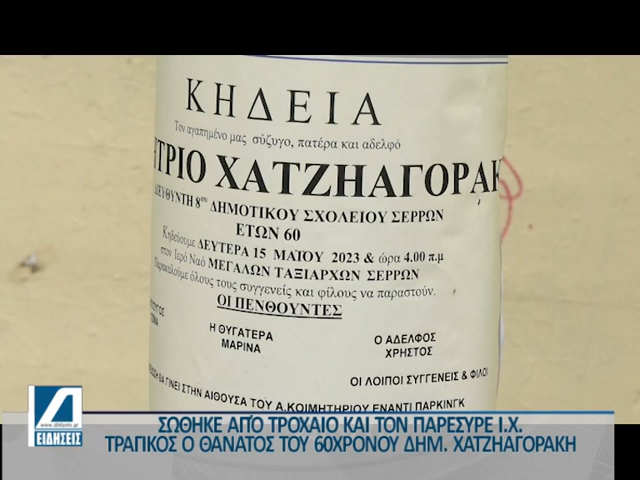 ΚΗΔΕΙΑ
Τον αγαπημένο μας σύζυγο, πατέρα και αδελφό
ΤΡΙΟ ΧΑΤΖΗΑΓΟΡΑΚ
ΔΙΕΥΘΥΝΤΗ 8ου ΔΗΜΟΤΙΚΟΥ ΣΧΟΛΕΙΟΥ ΣΕΡΡΩΝ
ΕΤΩΝ 60
Κηδεύουμε ΔΕΥΤΕΡΑ 15 ΜΑΪΟΥ 2023 & ώρα 4.00 π.μ
στον Ιερό Ναό ΜΕΓΑΛΩΝ ΤΑΞΙΑΡΧΩΝ ΣΕΡΡΩΝ
Παρακαλούμε όλους τους συγγενείς και φίλους να παραστούν.
ΟΙ ΠΕΝΘΟΥΝΤΕΣ
Η ΘΥΓΑΤΕΡΑ
ΜΑΡΙΝΑ
Ο ΑΔΕΛΦΟΣ
ΧΡΗΣΤΟΣ
ΟΙ ΛΟΙΠΟΙ ΣΥΓΓΕΝΕΙΣ & ΦΙΛΟΙ
ΘΑ ΓΙΝΕΙ ΣΤΗΝ ΑΙΘΟΥΣΑ ΤΟΥ Α.ΚΟΙΜΗΤΗΡΙΟΥ ΕΝΑΝΤΙ ΠΑΡΚΙΝΓΚ
ΕΙΔΗΣΕΙΣ
ΣΩΘΗΚΕ ΑΠΟ ΤΡΟΧΑΙΟ ΚΑΙ ΤΟΝ ΠΑΡΕΣΥΡΕ Ι.Χ.
ΤΡΑΓΙΚΟΣ Ο ΘΑΝΑΤΟΣ ΤΟΥ 60ΧΡΟΝΟΥ ΔΗΜ. ΧΑΤΖΗΑΓΟΡΑΚΗ